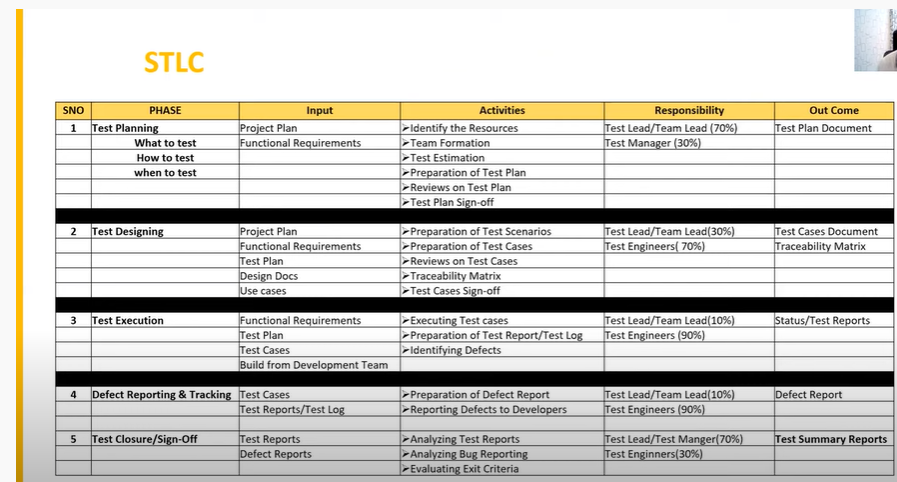 STLC
SNO PHASE Input Activities Responsibility Out Come
1 Test Planning Project Plan ➢Identify the Resources Test Lead/Team Lead (70%) Test Plan Document
What to test Functional Requirements ➢Team Formation Test Manager (30%)
How to test ➢Test Estimation
when to test ➢Preparation of Test Plan
➢Reviews on Test Plan
➢Test Plan Sign-off
2 Test Designing Project Plan ➢Preparation of Test Scenarios Test Lead/Team Lead(30%) Test Cases Document
Functional Requirements ➢Preparation of Test Cases Test Engineers( 70%) Traceability Matrix
Test Plan ➢Reviews on Test Cases
Design Docs ➢Traceability Matrix
Use cases ➢Test Cases Sign-off
3 Test Execution Functional Requirements ➢Executing Test cases Test Lead/Team Lead(10%) Status/Test Reports
Test Plan ➢Preparation of Test Report/Test Log Test Engineers (90%)
Test Cases ➢Identifying Defects
Build from Development Team
4 Defect Reporting & Tracking Test Cases ➢Preparation of Defect Report Test Lead/Team Lead(10%) Defect Report
Test Reports/Test Log ➢Reporting Defects to Developers Test Engineers (90%)
5 Test Closure/Sign-Off Test Reports ➢Analyzing Test Reports Test Lead/Test Manger(70%) Test Summary Reports
Defect Reports ➢Analyzing Bug Reporting Test Enginners(30%)
➢Evaluating Exit Criteria